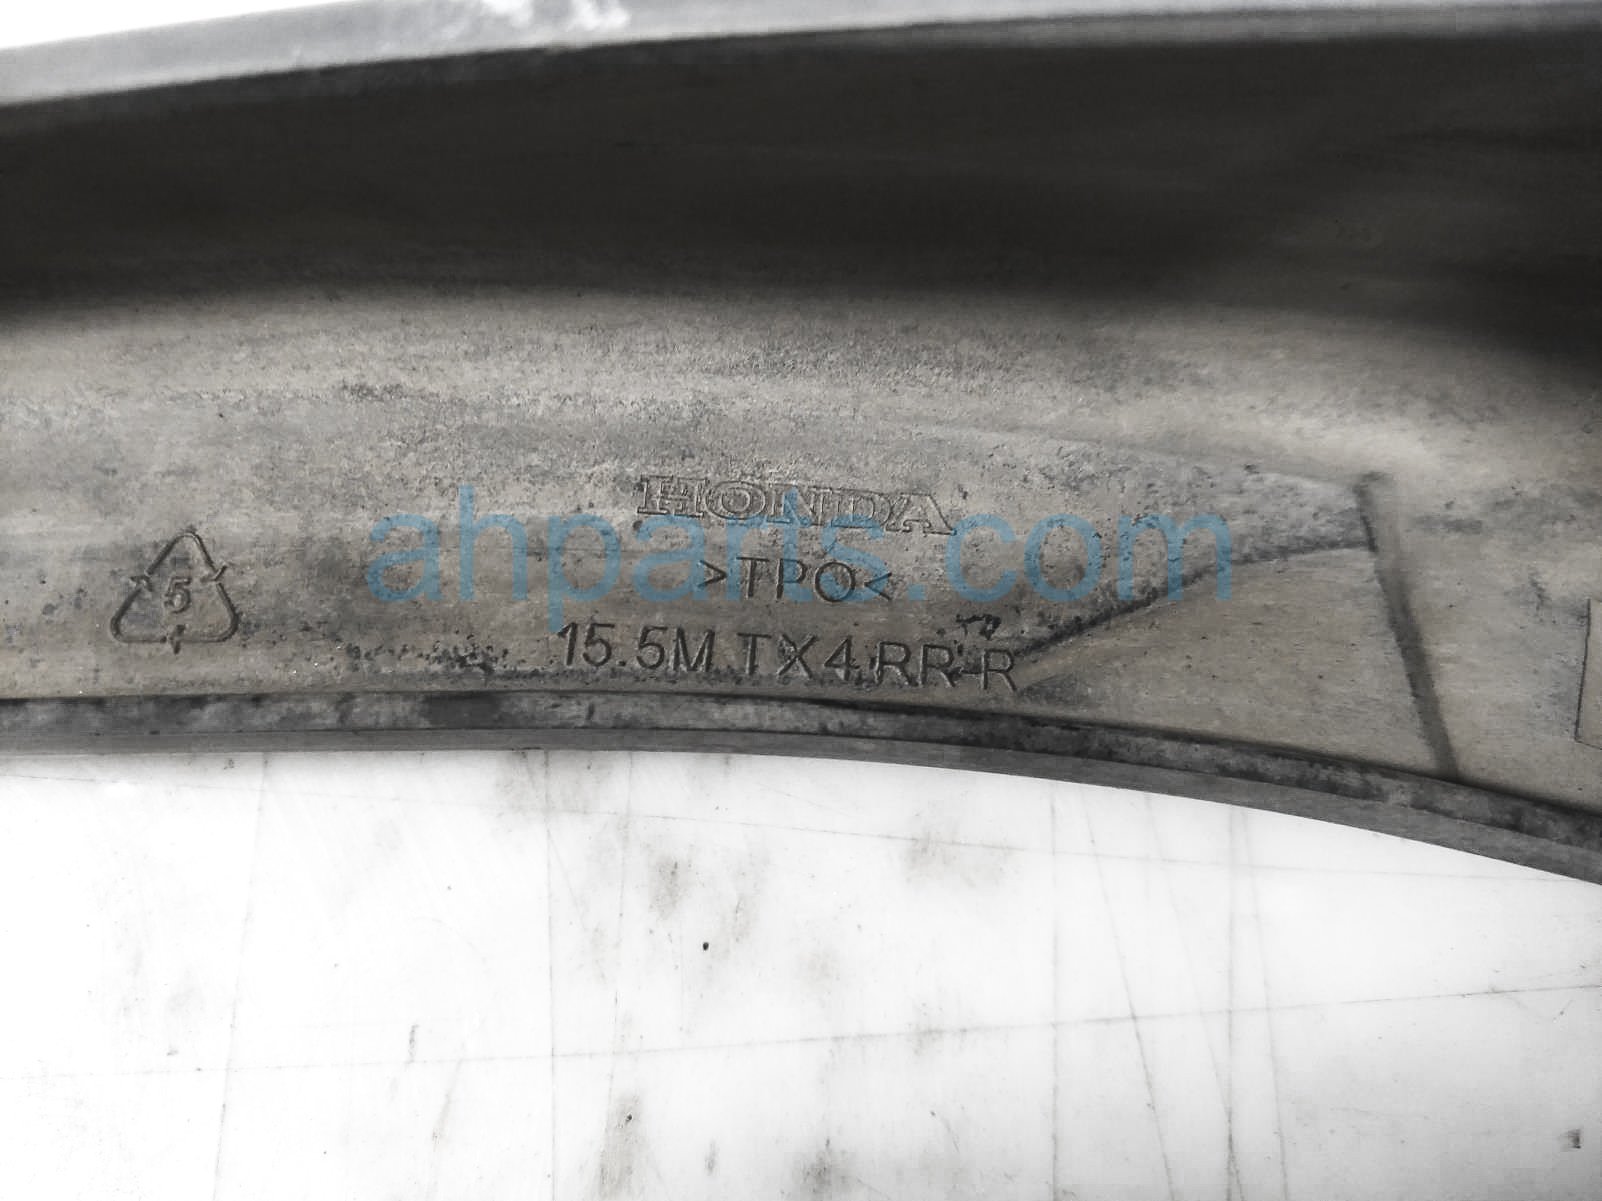 HONDA
ahparts.com
>TPO<
5
15.5M TX4 RR-R